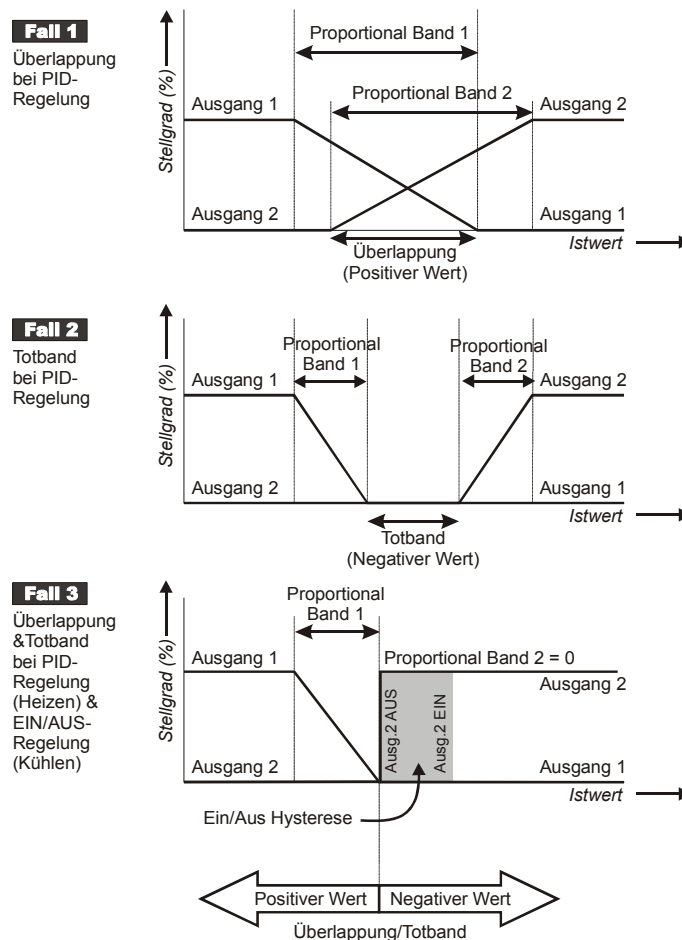 Fall 1
Überlappung
bei PID-
Regelung
Stellgrad (%)
Proportional Band 1
Proportional Band 2
Ausgang 1
Ausgang 2
Ausgang 2
Ausgang 1
Überlappung
(Positiver Wert)
Istwert
Fall 2
Totband
bei PID-
Regelung
Stellgrad (%)
Proportional
Band 1
Proportional
Band 2
Ausgang 1
Ausgang 2
Ausgang 2
Ausgang 1
Totband
(Negativer Wert)
Istwert
Fall 3
Überlappung
&Totband
bei PID-
Regelung
(Heizen) &
EIN/AUS-
Regelung
(Kühlen)
Stellgrad (%)
Proportional
Band 1
Ausgang 1
Proportional Band 2 = 0
Ausgang 2
Ausg.2 AUS
Ausg.2 EIN
Ausgang 2
Ausgang 1
Istwert
Ein/Aus Hysterese
Positiver Wert
Negativer Wert
Überlappung/Totband